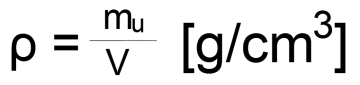 ρ = mᵤ/V [g/cm³]